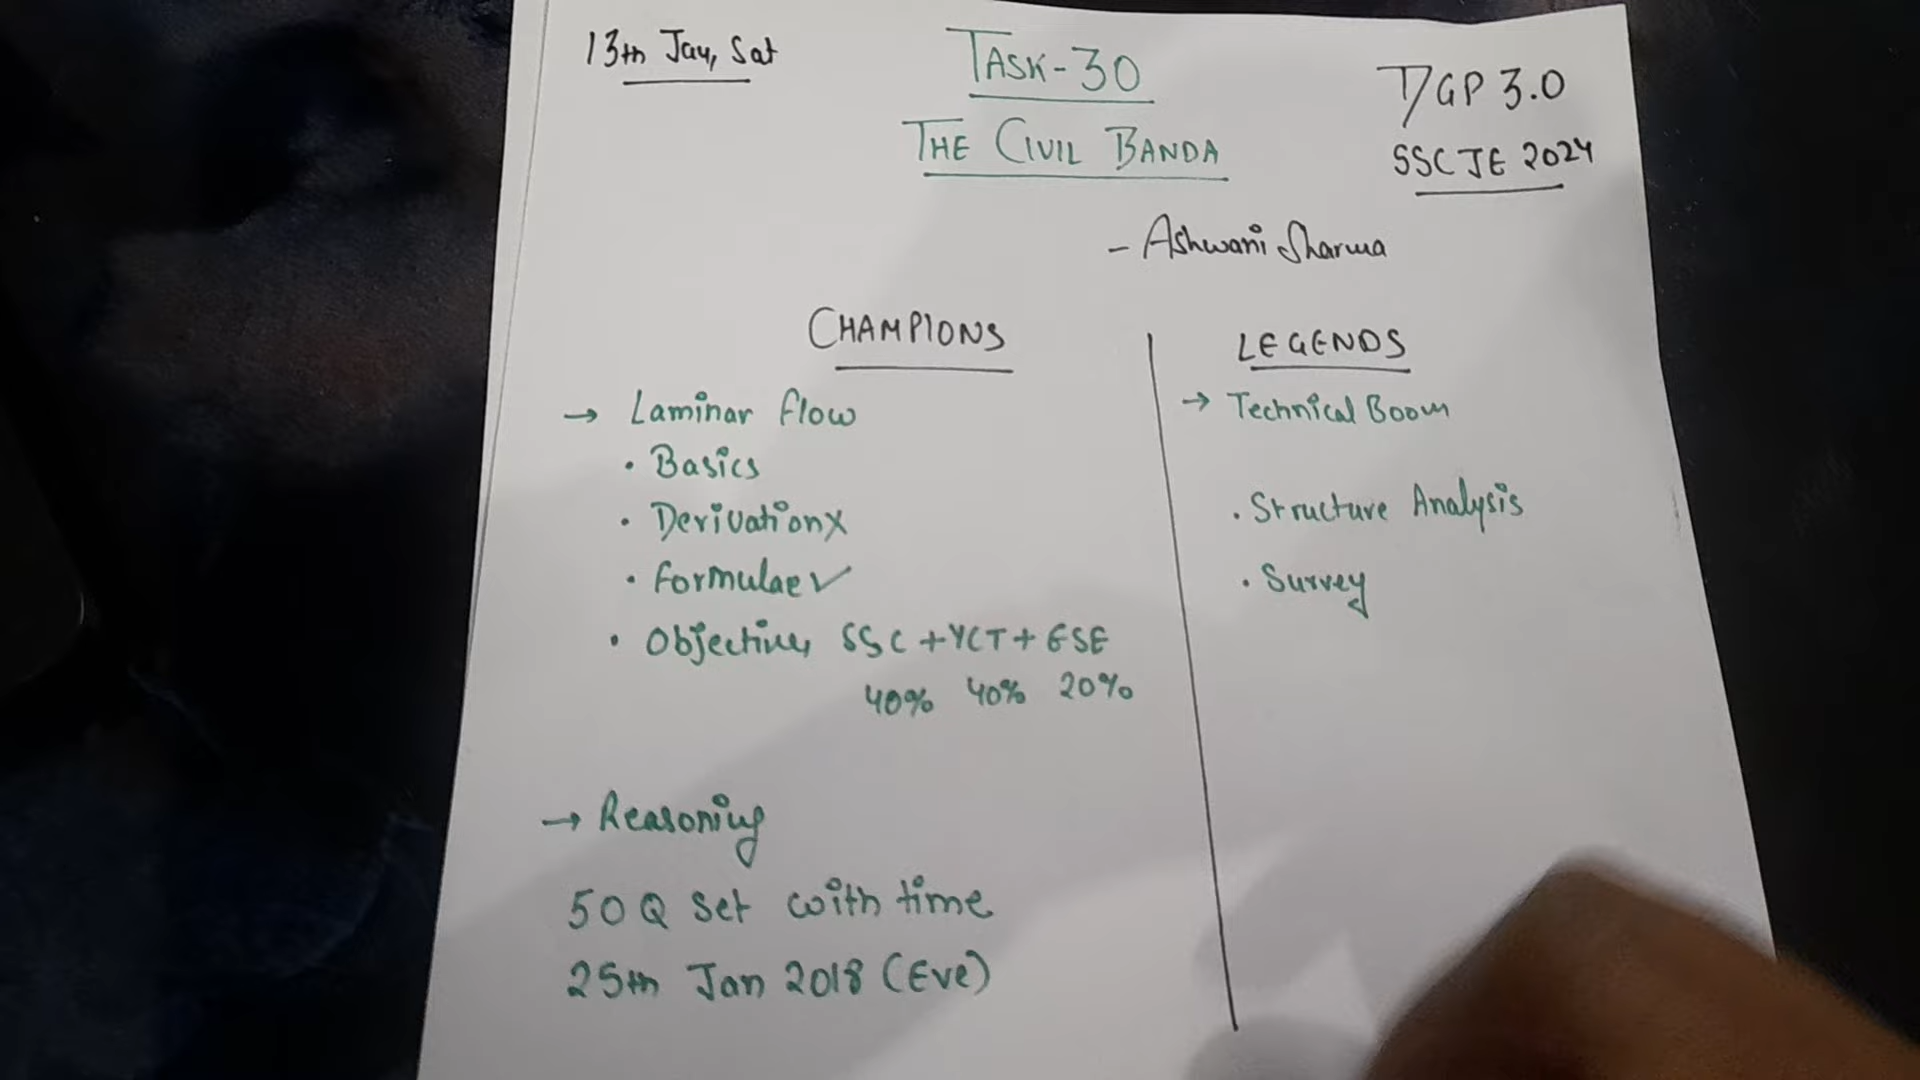 13th Jan, Sat
TASK-30
THE CIVIL BANDA
T/GP 3.0
SSC JE 2024
- Ashwani Sharma
CHAMPIONS
→ Laminar flow
• Basics
• Derivation X
• Formulae ✓
• Objectives SSC + YCT + ESE
40% 40% 20%
→ Reasoning
50 Q Set with time
25th Jan 2018 (Eve)
LEGENDS
→ Technical Boom
• Structure Analysis
• Survey